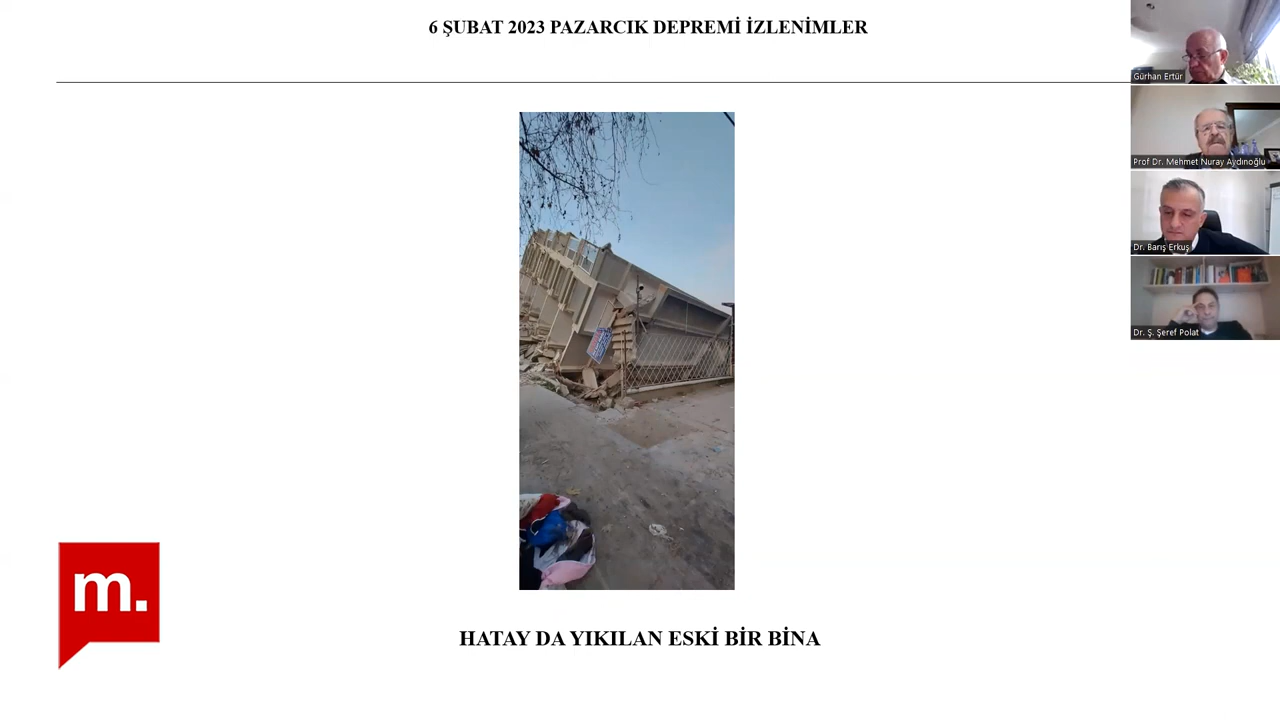 6 ŞUBAT 2023 PAZARCIK DEPREMİ İZLENİMLER
Gürhan Ertür
Prof Dr. Mehmet Nuray Aydınoğlu
Dr. Barış Erkuş
Dr. Ş. Şeref Polat
m.
HATAY DA YIKILAN ESKİ BİR BİNA